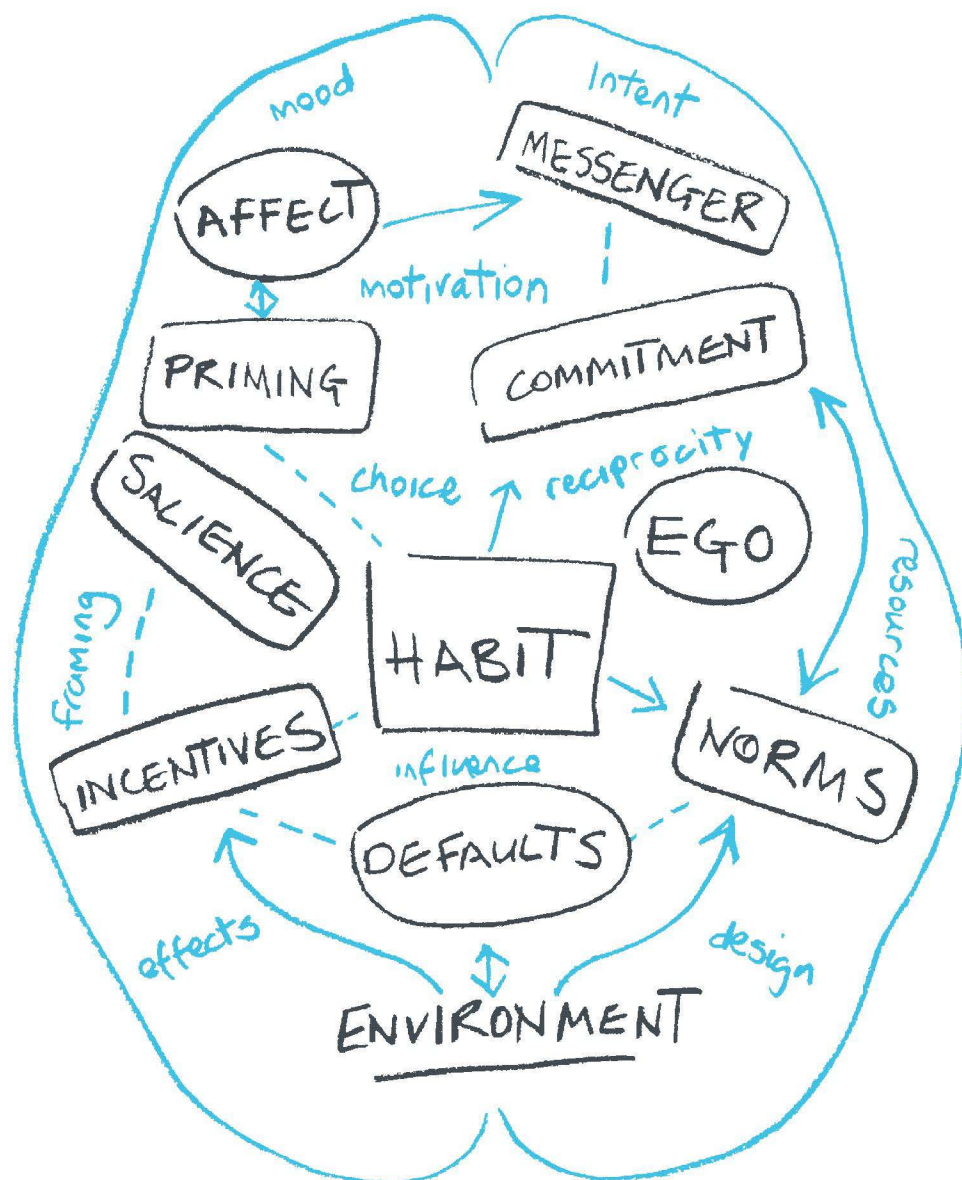 mood
Intent
MESSENGER
AFFECT
motivation
PRIMING
COMMITMENT
SALIENCE
choice
reciprocity
EGO
HABIT
resources
framing
INCENTIVES
NORMS
influence
DEFAULTS
effects
design
ENVIRONMENT